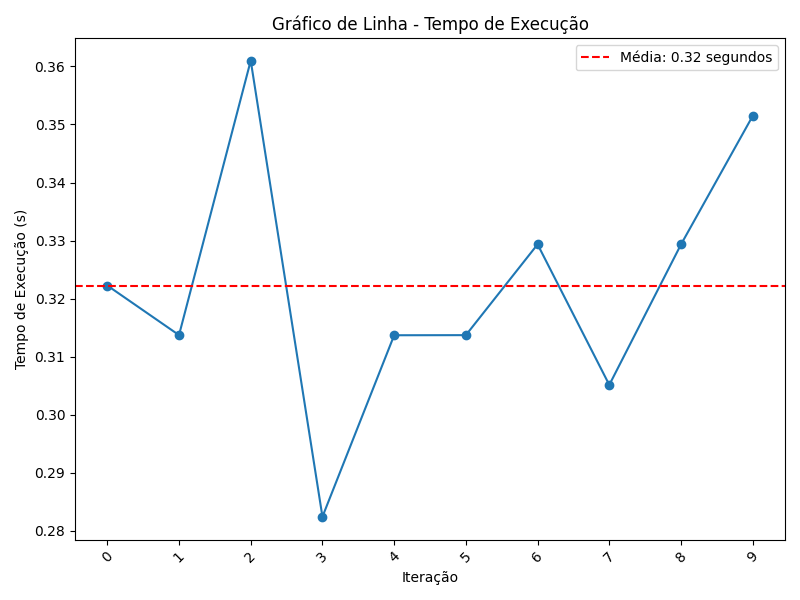 Gráfico de Linha - Tempo de Execução
Média: 0.32 segundos
Tempo de Execução (s)
0.36
0.35
0.34
0.33
0.32
0.31
0.30
0.29
0.28
0 1 2 3 4 5 6 7 8 9
Iteração